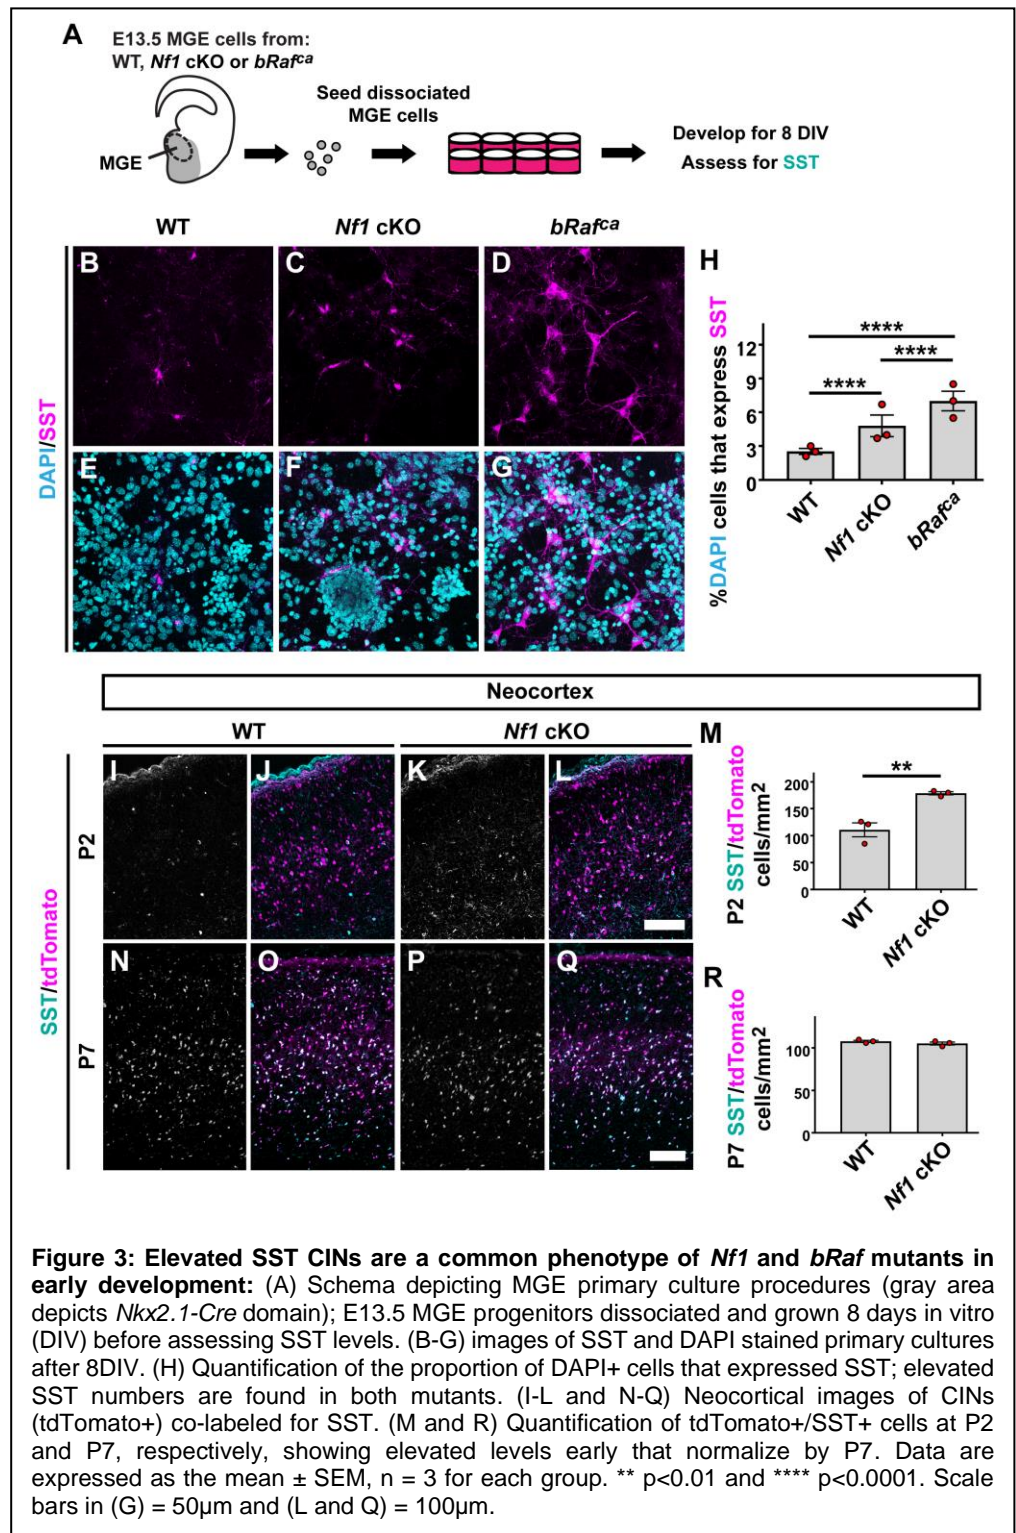 A
E13.5 MGE cells from:
WT, Nf1 cKO or bRafca
Seed dissociated
MGE cells
MGE
Develop for 8 DIV
Assess for SST
WT
Nf1 cKO
bRafca
DAPI/SST
B
C
D
E
F
G
H
%DAPI cells that express SST
12
9
6
3
0
****
****
****
WT
Nf1 cKO
bRafca
Neocortex
WT
Nf1 cKO
SST/tdTomato
P2
I
J
K
L
P7
N
O
P
Q
M
P2 SST/tdTomato
cells/mm2
200
150
100
50
0
**
WT
Nf1 cKO
R
P7 SST/tdTomato
cells/mm2
100
50
0
WT
Nf1 cKO
Figure 3: Elevated SST CINs are a common phenotype of Nf1 and bRaf mutants in
early development: (A) Schema depicting MGE primary culture procedures (gray area
depicts Nkx2.1-Cre domain); E13.5 MGE progenitors dissociated and grown 8 days in vitro
(DIV) before assessing SST levels. (B-G) images of SST and DAPI stained primary cultures
after 8DIV. (H) Quantification of the proportion of DAPI+ cells that expressed SST; elevated
SST numbers are found in both mutants. (I-L and N-Q) Neocortical images of CINs
(tdTomato+) co-labeled for SST. (M and R) Quantification of tdTomato+/SST+ cells at P2
and P7, respectively, showing elevated levels early that normalize by P7. Data are
expressed as the mean ± SEM, n = 3 for each group. ** p<0.01 and **** p<0.0001. Scale
bars in (G) = 50µm and (L and Q) = 100µm.